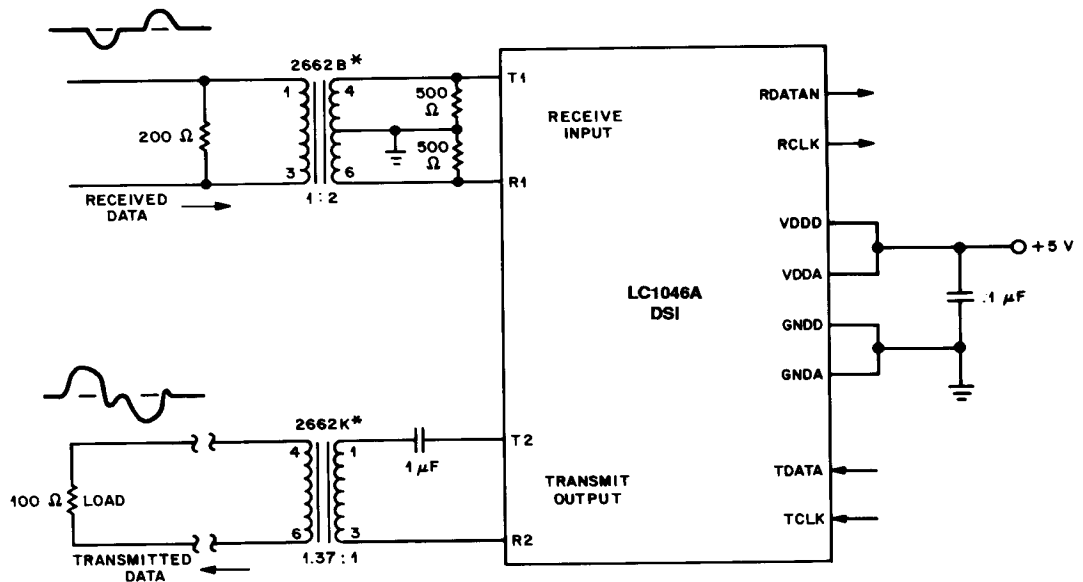 2662B*
1
4
3
6
1:2
200 Ω
500
Ω
500
Ω
RECEIVED
DATA
T1
R1
RECEIVE
INPUT
LC1046A
DSI
RDATAN
RCLK
VDDD
VDDA
GNDD
GNDA
+5 V
.1 μF
2662K*
4
1
6
3
1.37:1
1 μF
100 Ω
LOAD
TRANSMITTED
DATA
T2
R2
TRANSMIT
OUTPUT
TDATA
TCLK